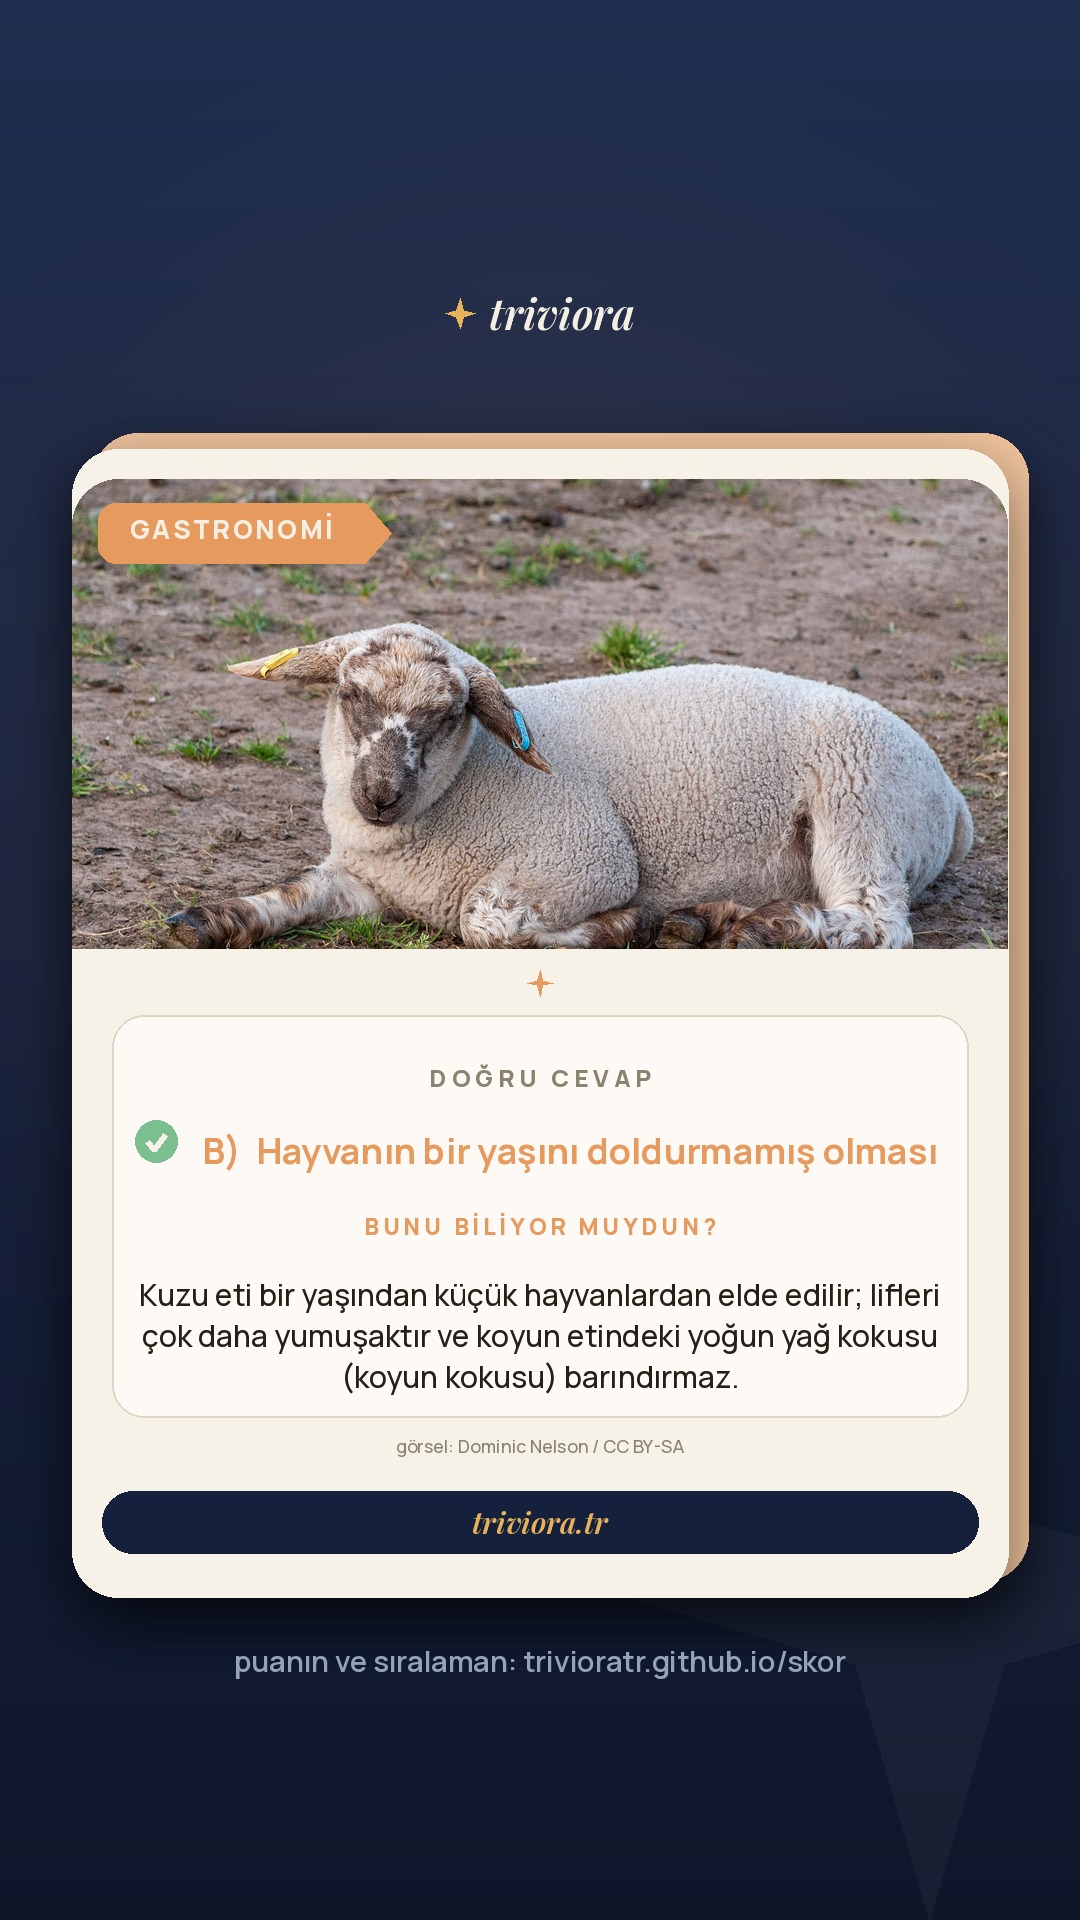 triviora
GASTRONOMİ
DOĞRU CEVAP
B) Hayvanın bir yaşını doldurmamış olması
BUNU BİLİYOR MUYDUN?
Kuzu eti bir yaşından küçük hayvanlardan elde edilir; lifleri
çok daha yumuşaktır ve koyun etindeki yoğun yağ kokusu
(koyun kokusu) barındırmaz.
görsel: Dominic Nelson / CC BY-SA
triviora.tr
puanın ve sıralaman: trivioratr.github.io/skor